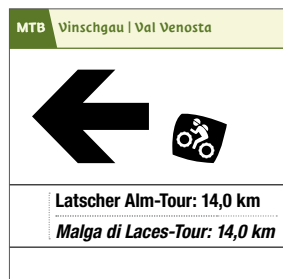 MTB Vinschgau | Val Venosta
Latscher Alm-Tour: 14,0 km
Malga di Laces-Tour: 14,0 km